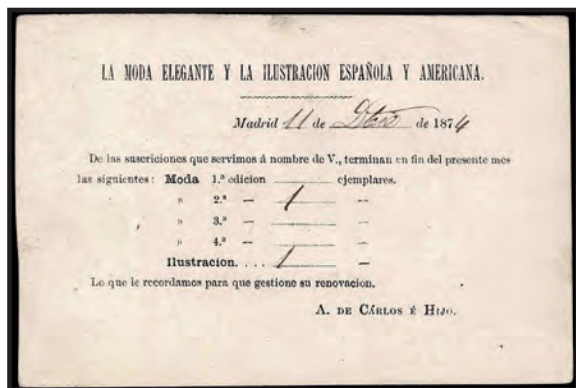 LA MODA ELEGANTE Y LA ILUSTRACION ESPAÑOLA Y AMERICANA.
Madrid 11 de Dbre de 1874
De las suscriciones que servimos á nombre de V., terminan en fin del presente mes
las siguientes: Moda 1.ª edicion ejemplares.
» 2.ª — 1 —
» 3.ª — —
» 4.ª — —
Ilustracion. . . . 1 —
Lo que le recordamos para que gestione su renovacion.
A. DE CÁRLOS É HIJO.